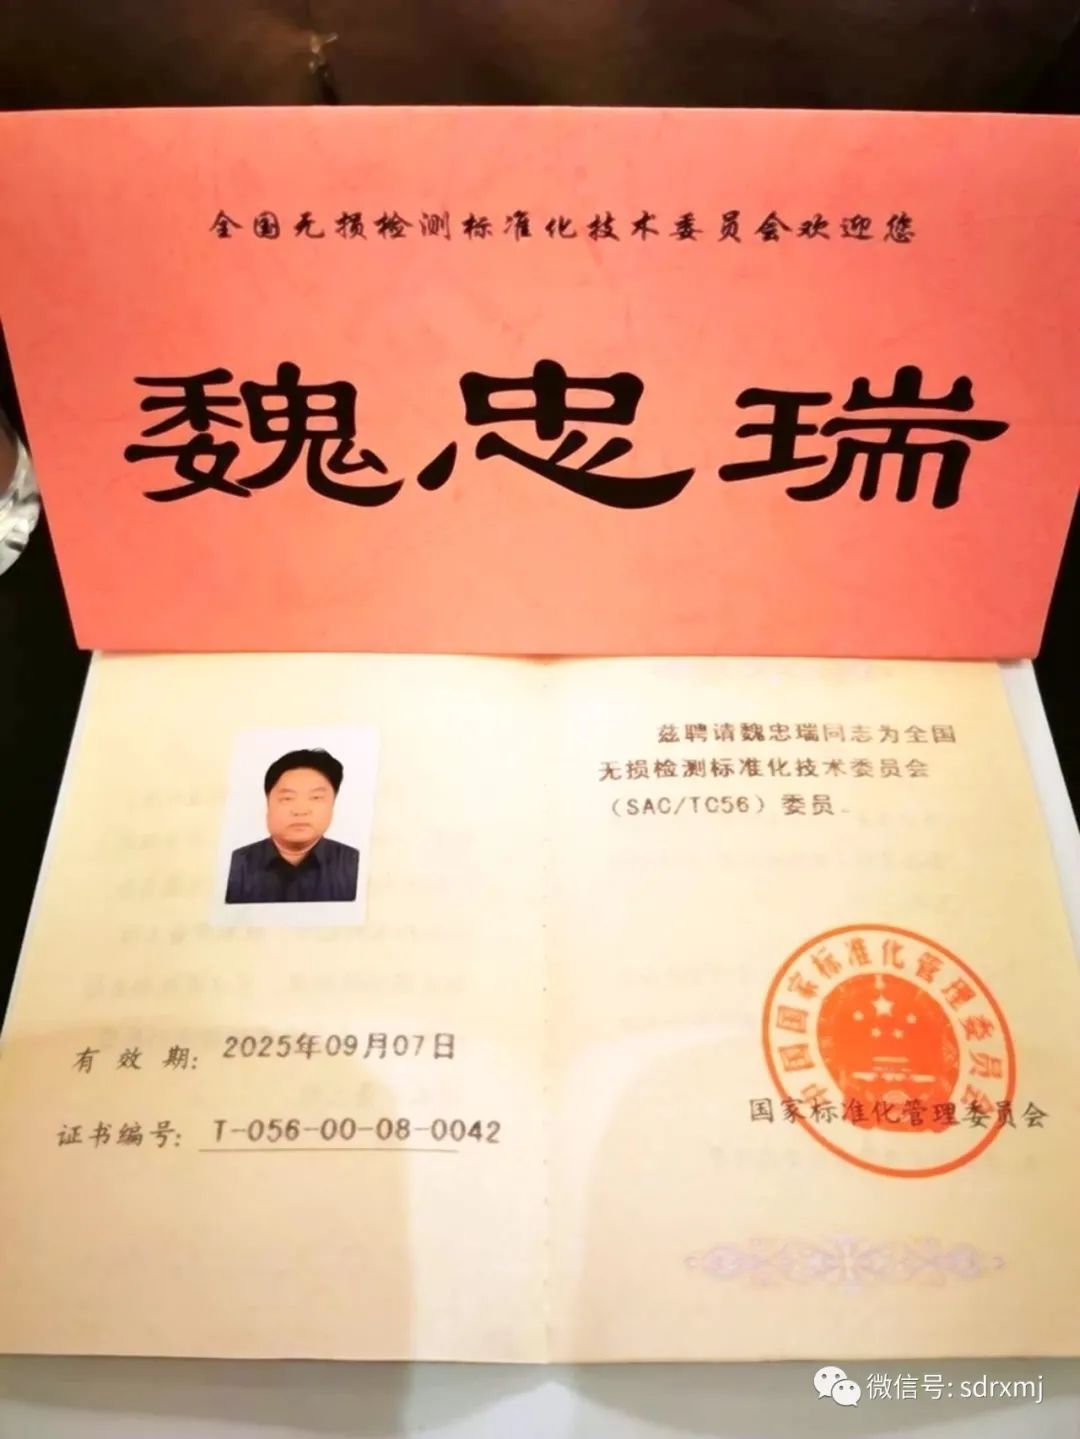 全国无损检测标准化技术委员会欢迎您
魏忠瑞
兹聘请魏忠瑞同志为全国
无损检测标准化技术委员会
(SAC/TC56)委员。
有效期: 2025年09月07日
证书编号: T-056-00-08-0042
中国国家标准化管理委员会
国家标准化管理委员会
微信号: sdrxmj